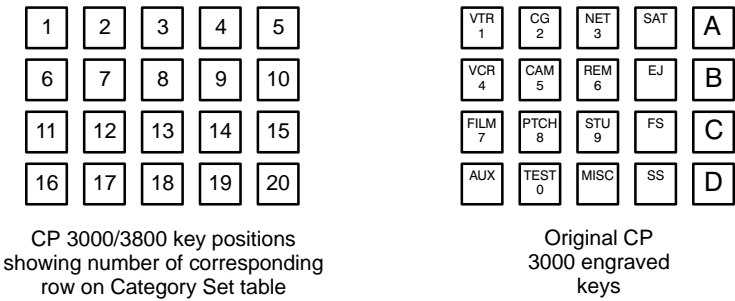 1 2 3 4 5
6 7 8 9 10
11 12 13 14 15
16 17 18 19 20
CP 3000/3800 key positions
showing number of corresponding
row on Category Set table
VTR CG NET SAT A
1 2 3
VCR CAM REM EJ B
4 5 6
FILM PTCH STU FS C
7 8 9
AUX TEST MISC SS D
0
Original CP
3000 engraved
keys